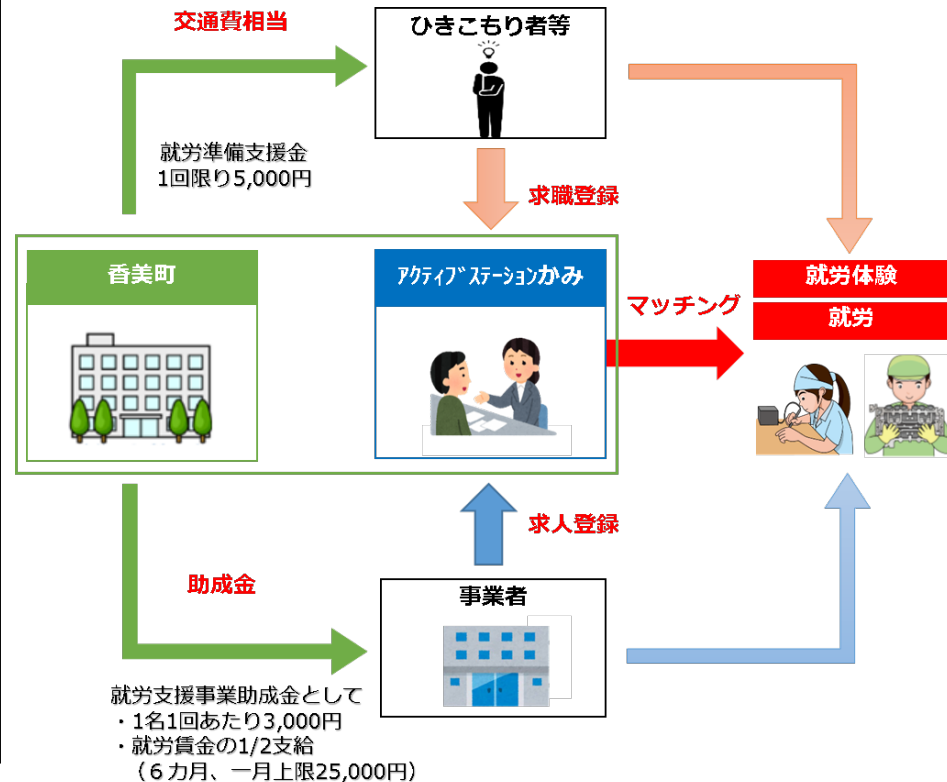 交通費相当
ひきこもり者等
就労準備支援金
1回限り5,000円
求職登録
香美町
ｱｸﾃｨﾌﾞｽﾃｰｼｮﾝかみ
マッチング
就労体験
就労
求人登録
助成金
事業者
就労支援事業助成金として
・1名1回あたり3,000円
・就労賃金の1/2支給
（６カ月、一月上限25,000円）